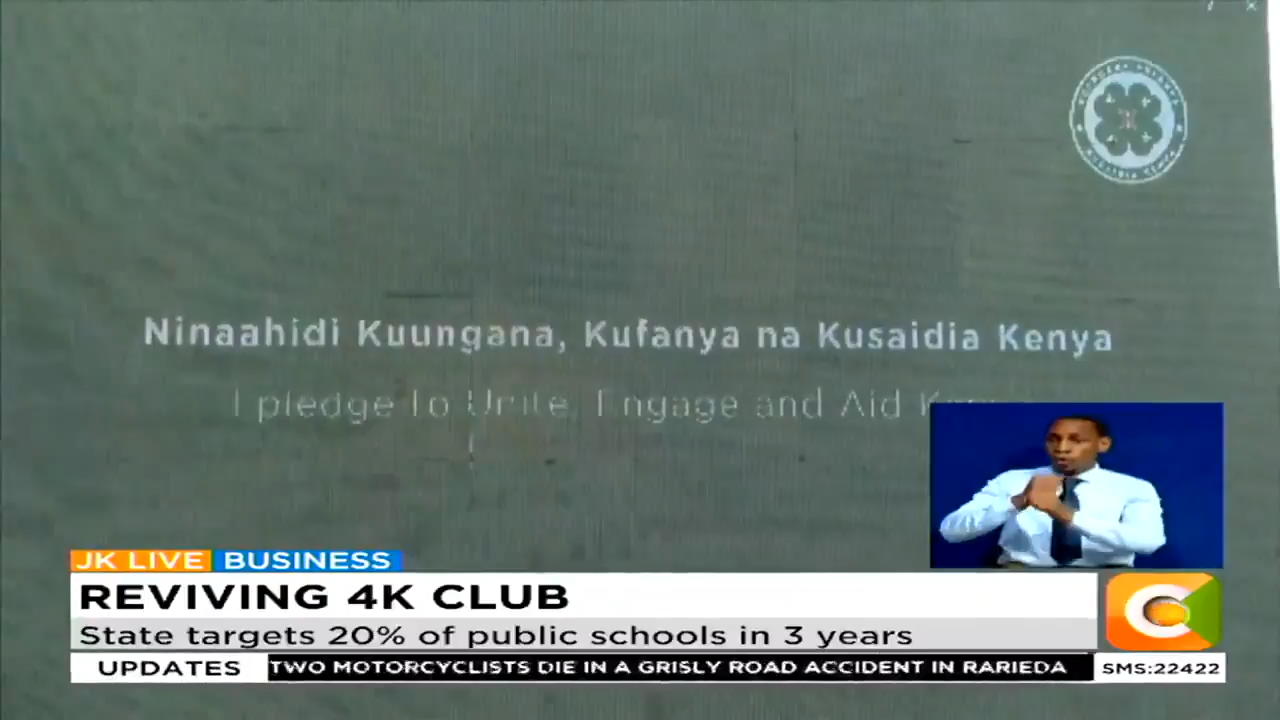 Ninaahidi Kuungana, Kufanya na Kusaidia Kenya
I pledge to Unite, Engage and Aid
JK LIVE BUSINESS
REVIVING 4K CLUB
State targets 20% of public schools in 3 years
UPDATES TWO MOTORCYCLISTS DIE IN A GRISLY ROAD ACCIDENT IN RARIEDA SMS:22422